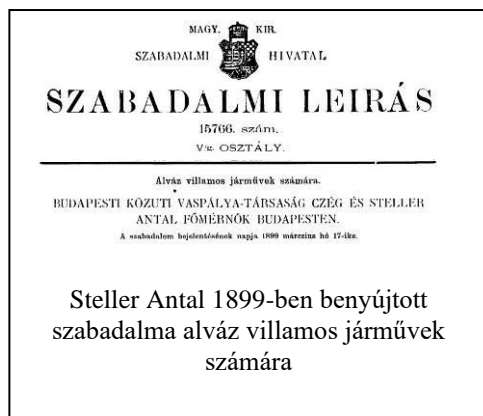 MAGY. KIR.
SZABADALMI HIVATAL
SZABADALMI LEIRÁS
15766. szám.
V/e. OSZTÁLY.
Alváz villamos járművek számára.
BUDAPESTI KÖZUTI VASPÁLYA-TÁRSASÁG CZÉG ÉS STELLER
ANTAL FŐMÉRNÖK BUDAPESTEN.
A szabadalom bejelentésének napja 1899 márczius hó 17-ike.
Steller Antal 1899-ben benyújtott
szabadalma alváz villamos járművek
számára